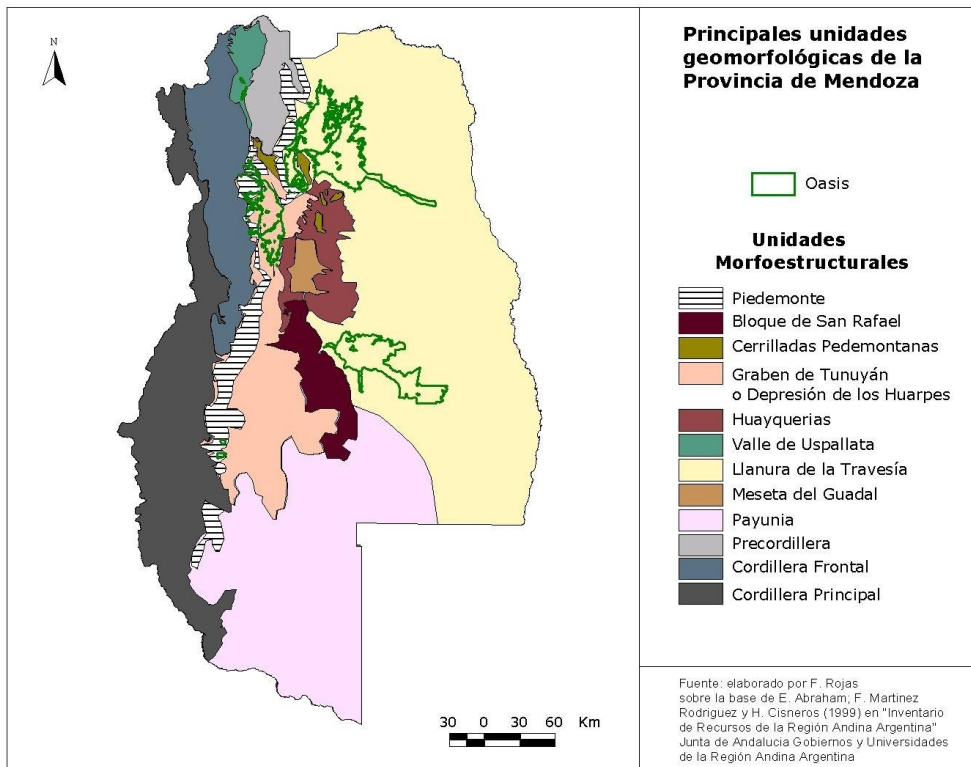 N
Principales unidades
geomorfológicas de la
Provincia de Mendoza
Oasis
Unidades
Morfoestructurales
Piedemonte
Bloque de San Rafael
Cerrilladas Pedemontanas
Graben de Tunuyán
o Depresión de los Huarpes
Huayquerias
Valle de Uspallata
Llanura de la Travesía
Meseta del Guadal
Payunia
Precordillera
Cordillera Frontal
Cordillera Principal
30 0 30 60 Km
Fuente: elaborado por F. Rojas
sobre la base de E. Abraham; F. Martinez
Rodriguez y H. Cisneros (1999) en "Inventario
de Recursos de la Región Andina Argentina"
Junta de Andalucia Gobiernos y Universidades
de la Región Andina Argentina